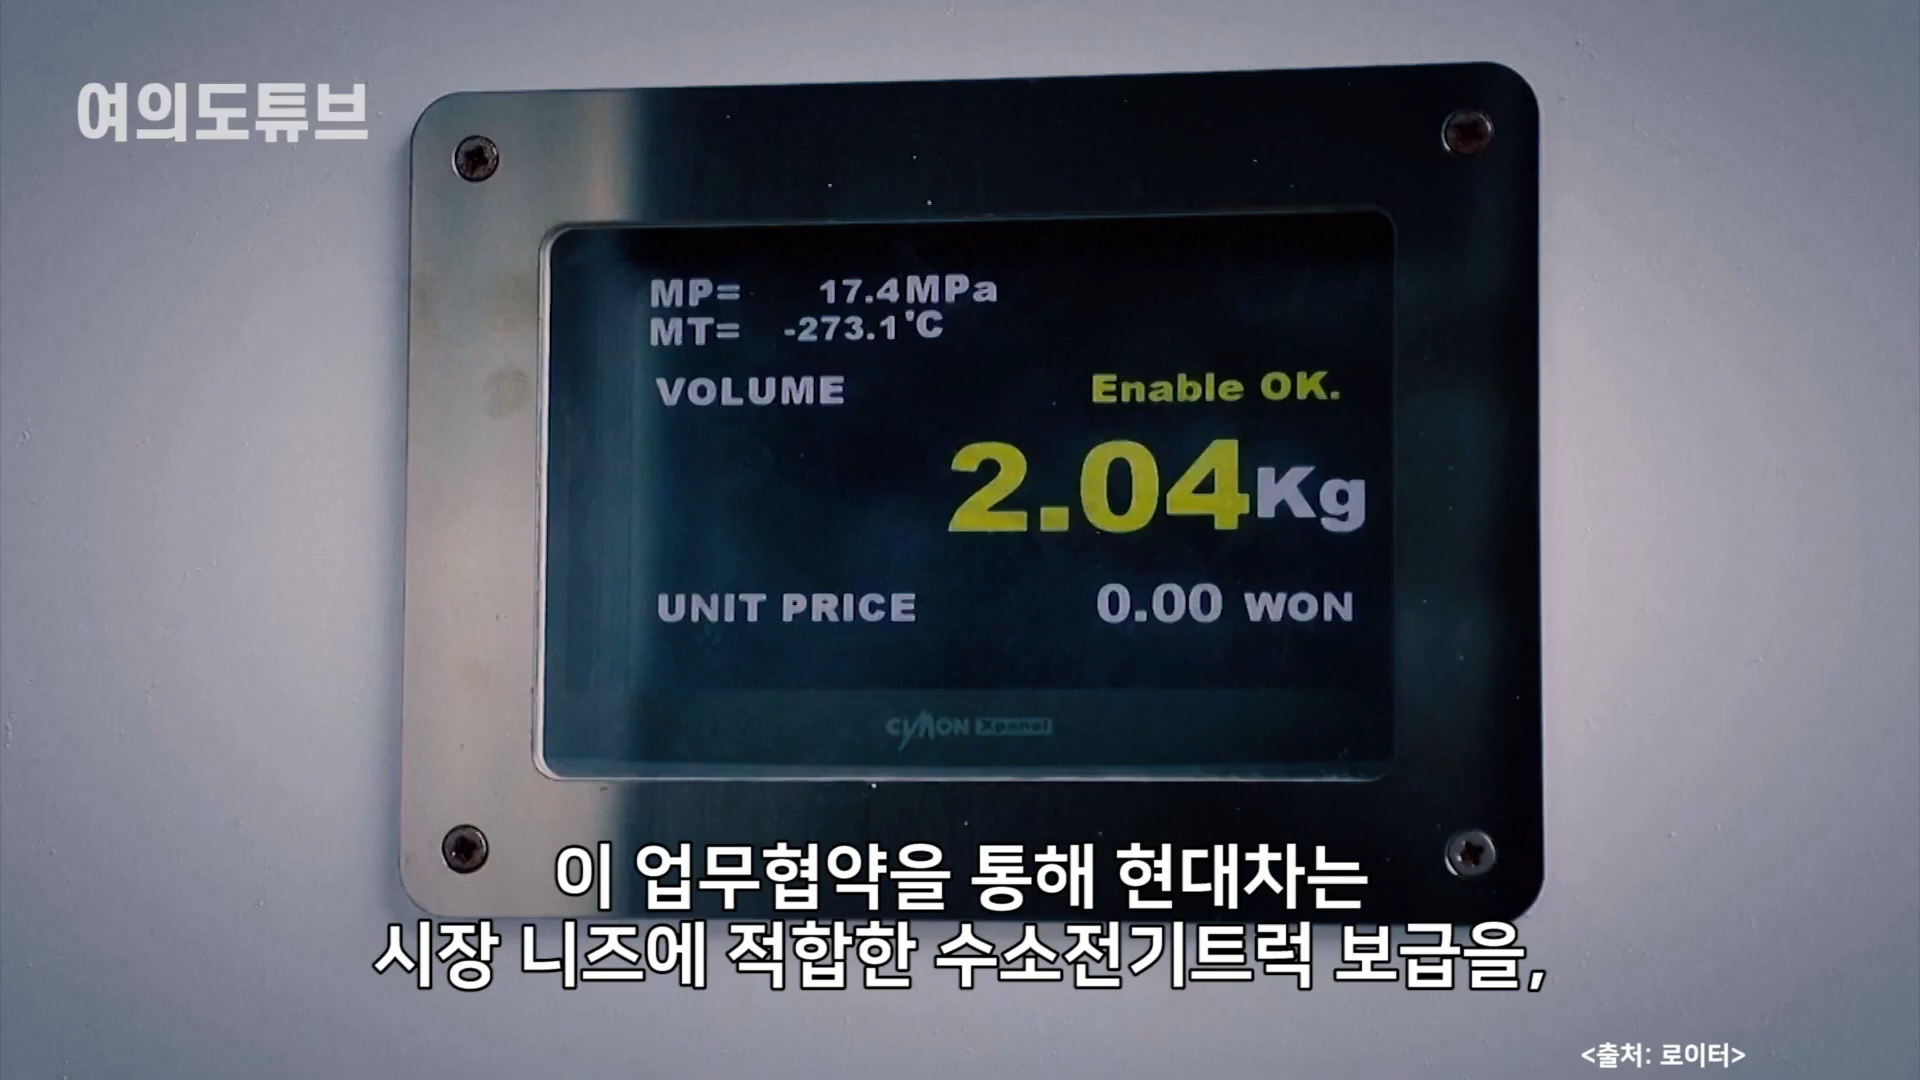 여의도튜브
MP= 17.4MPa
MT= -273.1°C
VOLUME Enable OK.
2.04Kg
UNIT PRICE 0.00 WON
CIMON Xpanel
이 업무협약을 통해 현대차는
시장 니즈에 적합한 수소전기트럭 보급을,
<출처: 로이터>